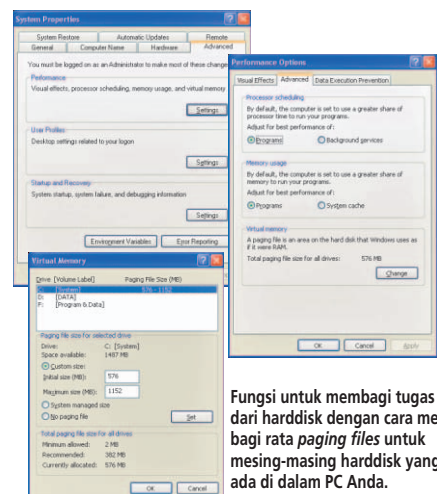 System Properties
System Restore Automatic Updates Remote
General Computer Name Hardware Advanced
You must be logged on as an Administrator to make most of these change
Performance
Visual effects, processor scheduling, memory usage, and virtual memory
Settings
User Profiles
Desktop settings related to your logon
Settings
Startup and Recovery
System startup, system failure, and debugging information
Settings
Environment Variables Error Reporting
Performance Options
Visual Effects Advanced Data Execution Prevention
Processor scheduling
By default, the computer is set to use a greater share of
processor time to run your programs.
Adjust for best performance of:
Programs Background services
Memory usage
By default, the computer is set to use a greater share of
memory to run your programs.
Adjust for best performance of:
Programs System cache
Virtual memory
A paging file is an area on the hard disk that Windows uses as
if it were RAM.
Total paging file size for all drives: 576 MB
Change
OK Cancel Apply
Virtual Memory
Drive [Volume Label] Paging File Size (MB)
C: [System] 576 - 1152
D: [DATA]
F: [Program & Data]
Paging file size for selected drive
Drive: C: [System]
Space available: 1487 MB
Custom size:
Initial size (MB): 576
Maximum size (MB): 1152
System managed size
No paging file Set
Total paging file size for all drives
Minimum allowed: 2 MB
Recommended: 382 MB
Currently allocated: 576 MB
OK Cancel
Fungsi untuk membagi tugas
dari harddisk dengan cara me
bagi rata paging files untuk
mesing-masing harddisk yang
ada di dalam PC Anda.